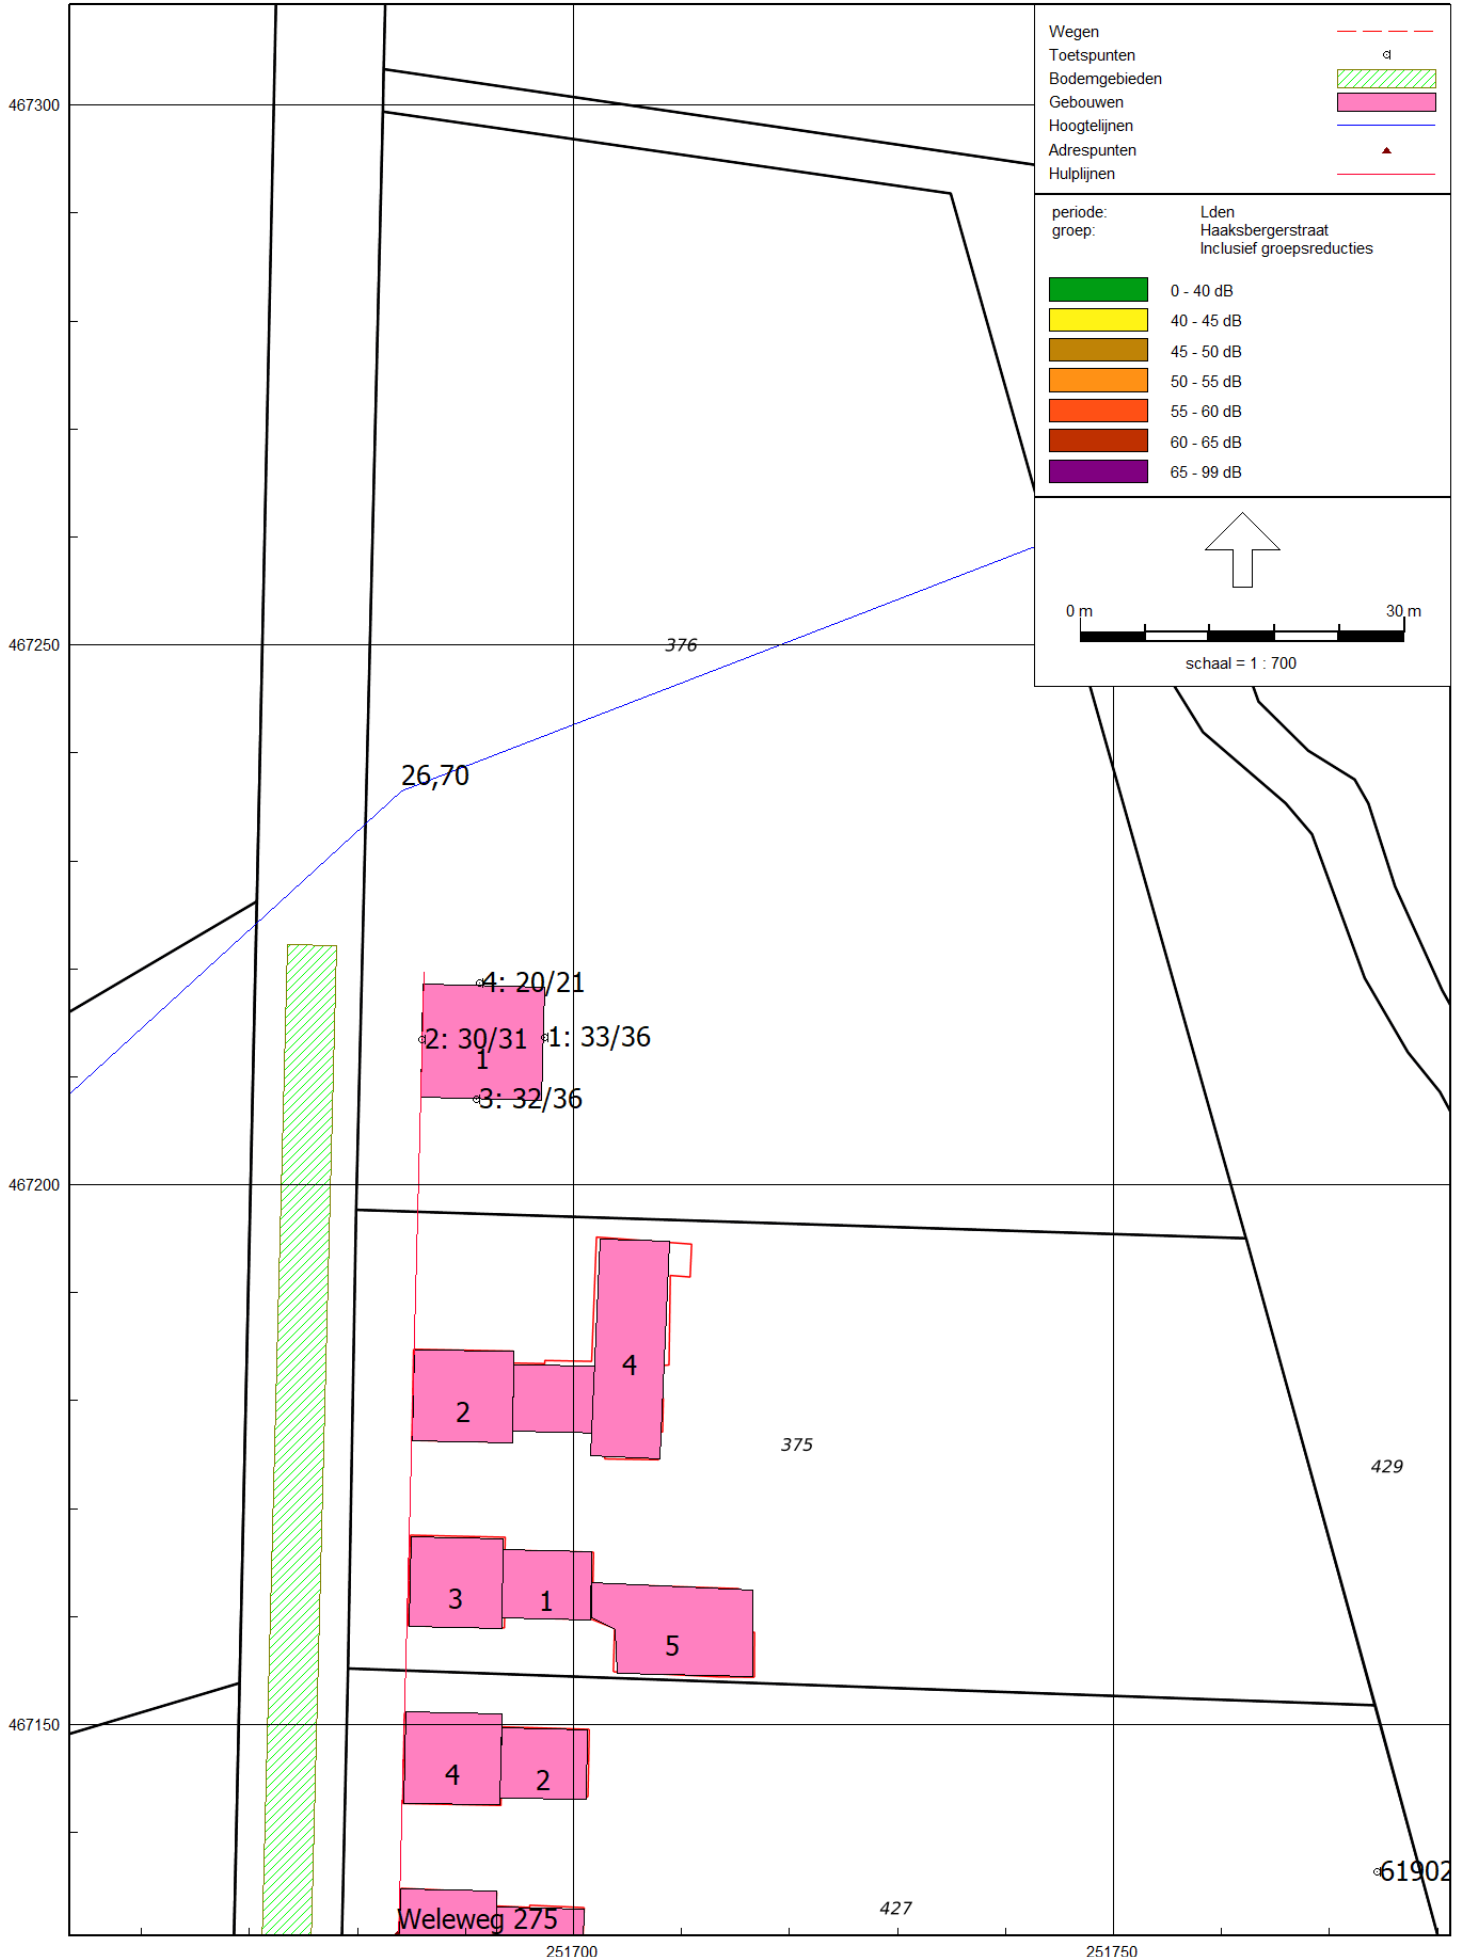 Wegen
Toetspunten
Bodemgebieden
Gebouwen
Hoogtelijnen
Adrespunten
Hulplijnen
periode: Lden
groep: Haaksbergerstraat
Inclusief groepsreducties
0 - 40 dB
40 - 45 dB
45 - 50 dB
50 - 55 dB
55 - 60 dB
60 - 65 dB
65 - 99 dB
0 m 30 m
schaal = 1 : 700
467300
467250
376
26,70
4: 20/21
2: 30/31
1: 33/36
1
3: 32/36
467200
4
2
375
429
3
1
5
467150
4
2
61902
427
Weleweg 275
251700
251750